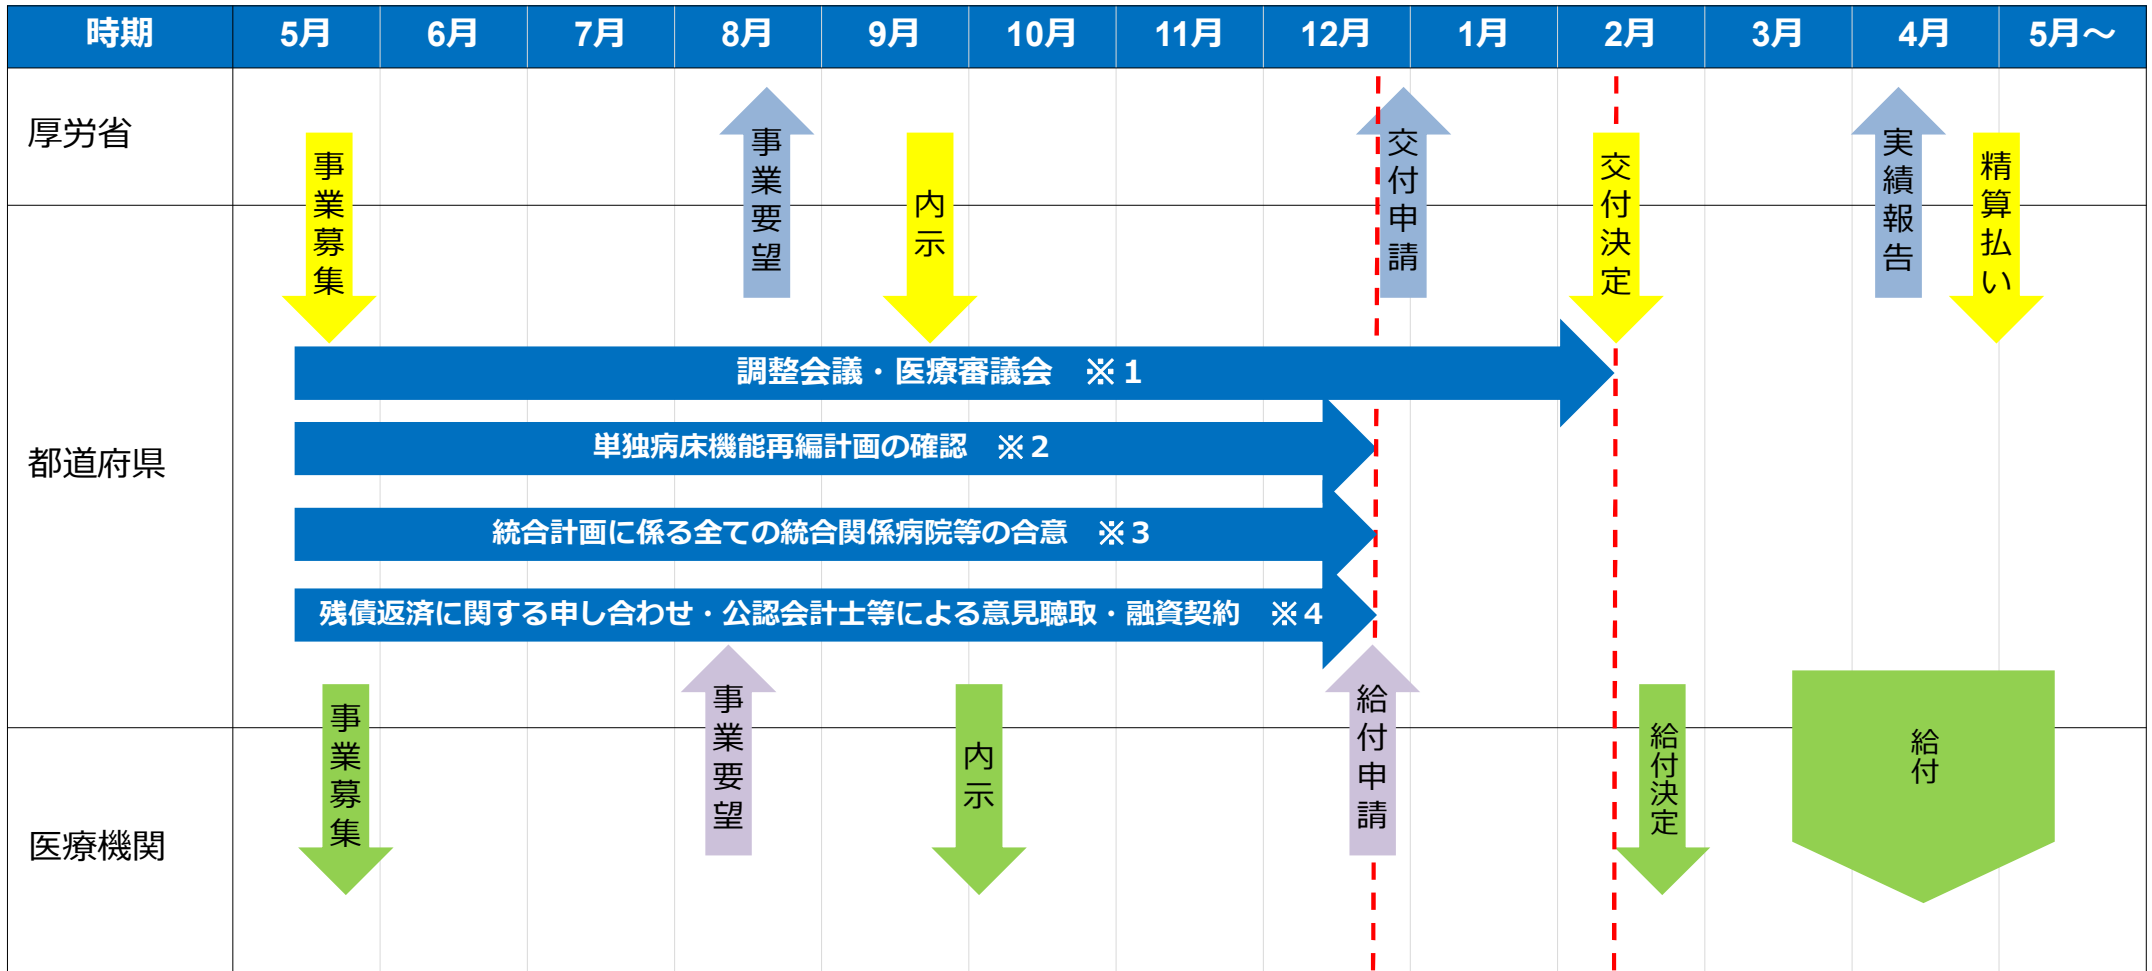 時期 5月 6月 7月 8月 9月 10月 11月 12月 1月 2月 3月 4月 5月～
厚労省
事業募集
事業要望
内示
交付申請
交付決定
実績報告
精算払い
都道府県
調整会議・医療審議会　※１
単独病床機能再編計画の確認　※２
統合計画に係る全ての統合関係病院等の合意　※３
残債返済に関する申し合わせ・公認会計士等による意見聴取・融資契約　※４
医療機関
事業募集
事業要望
内示
給付申請
給付決定
給付